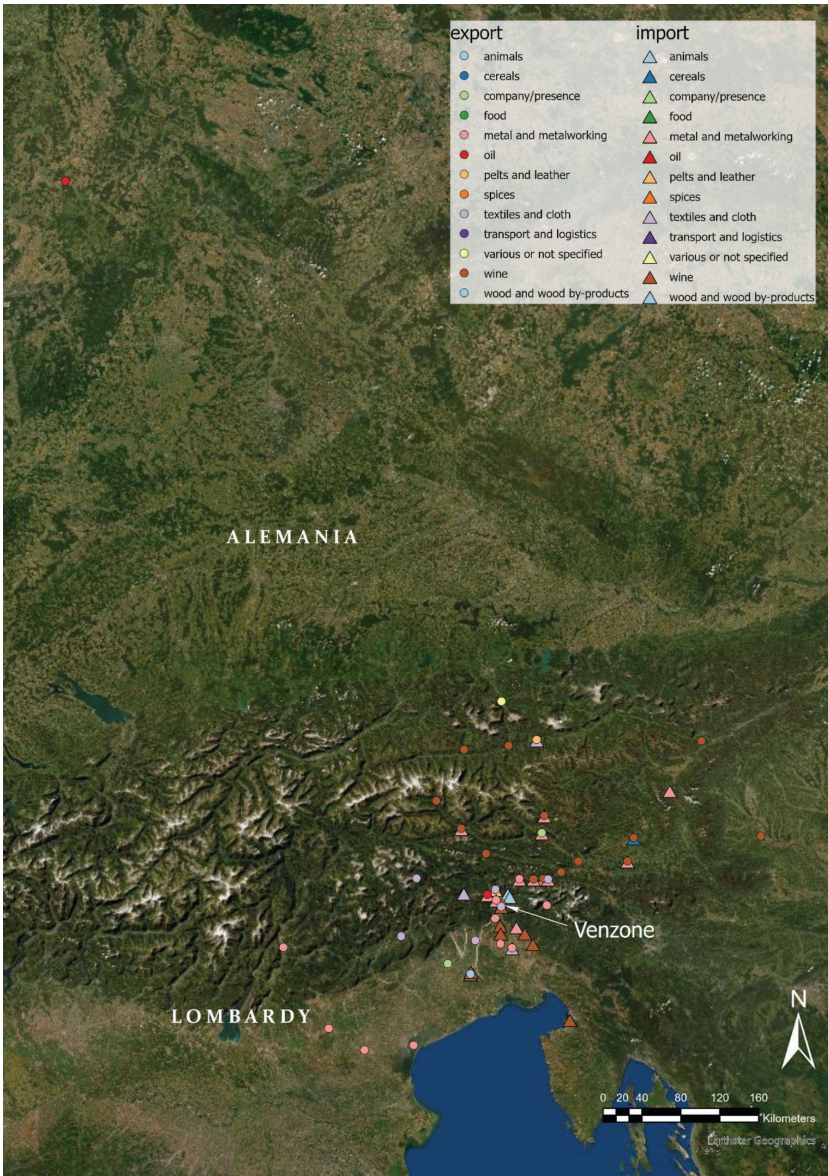 export
import
animals
animals
cereals
cereals
company/presence
company/presence
food
food
metal and metalworking
metal and metalworking
oil
oil
pelts and leather
pelts and leather
spices
spices
textiles and cloth
textiles and cloth
transport and logistics
transport and logistics
various or not specified
various or not specified
wine
wine
wood and wood by-products
wood and wood by-products
ALEMANIA
Venzone
LOMBARDY
N
0 20 40 80 120 160
Kilometers
Earthstar Geographics